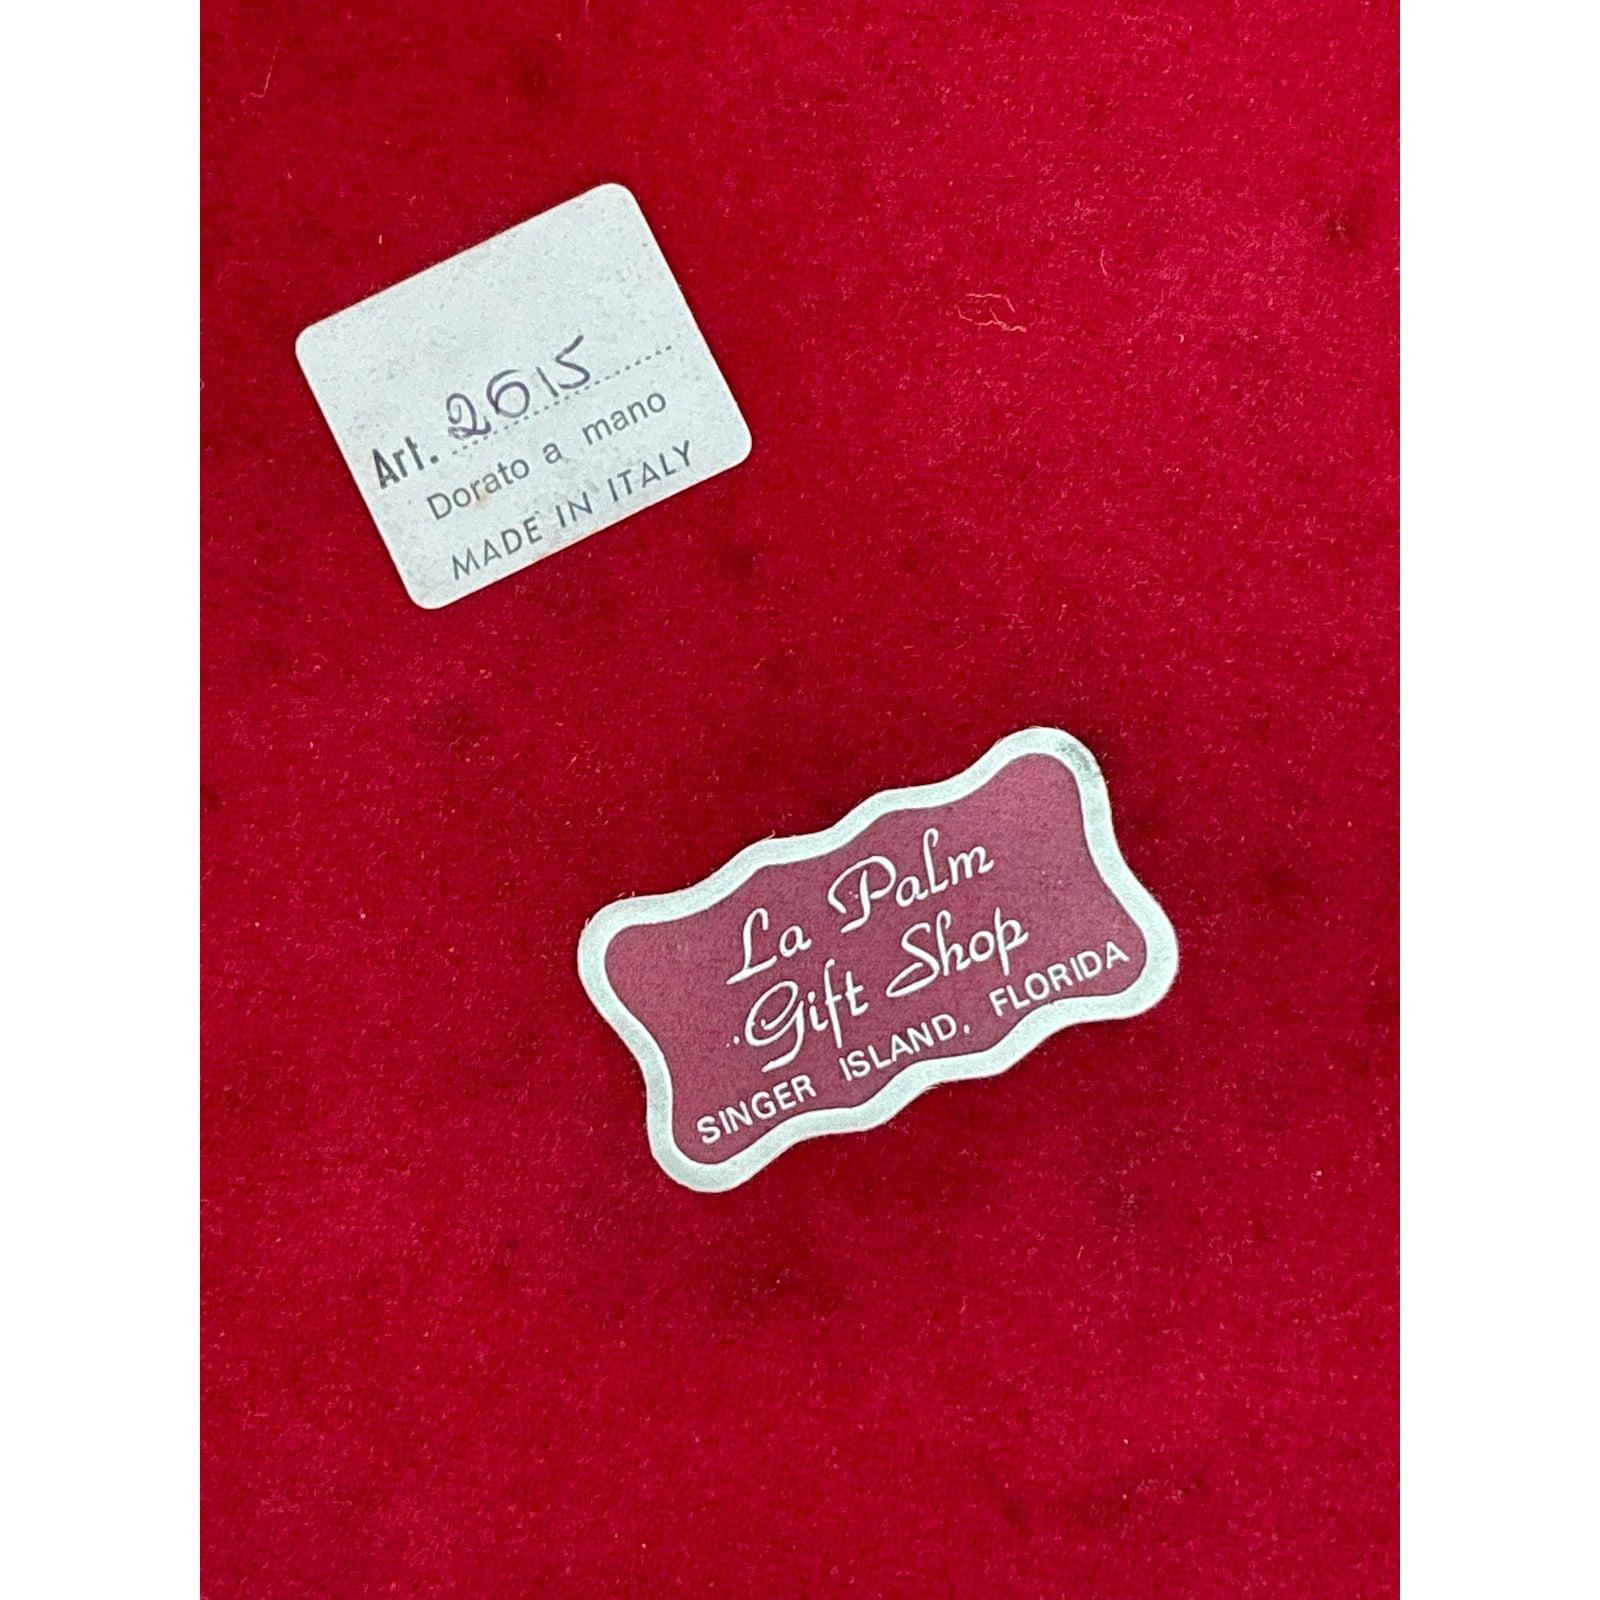 Art. 2615
Dorato a mano
MADE IN ITALY
La Palm
Gift Shop
SINGER ISLAND, FLORIDA